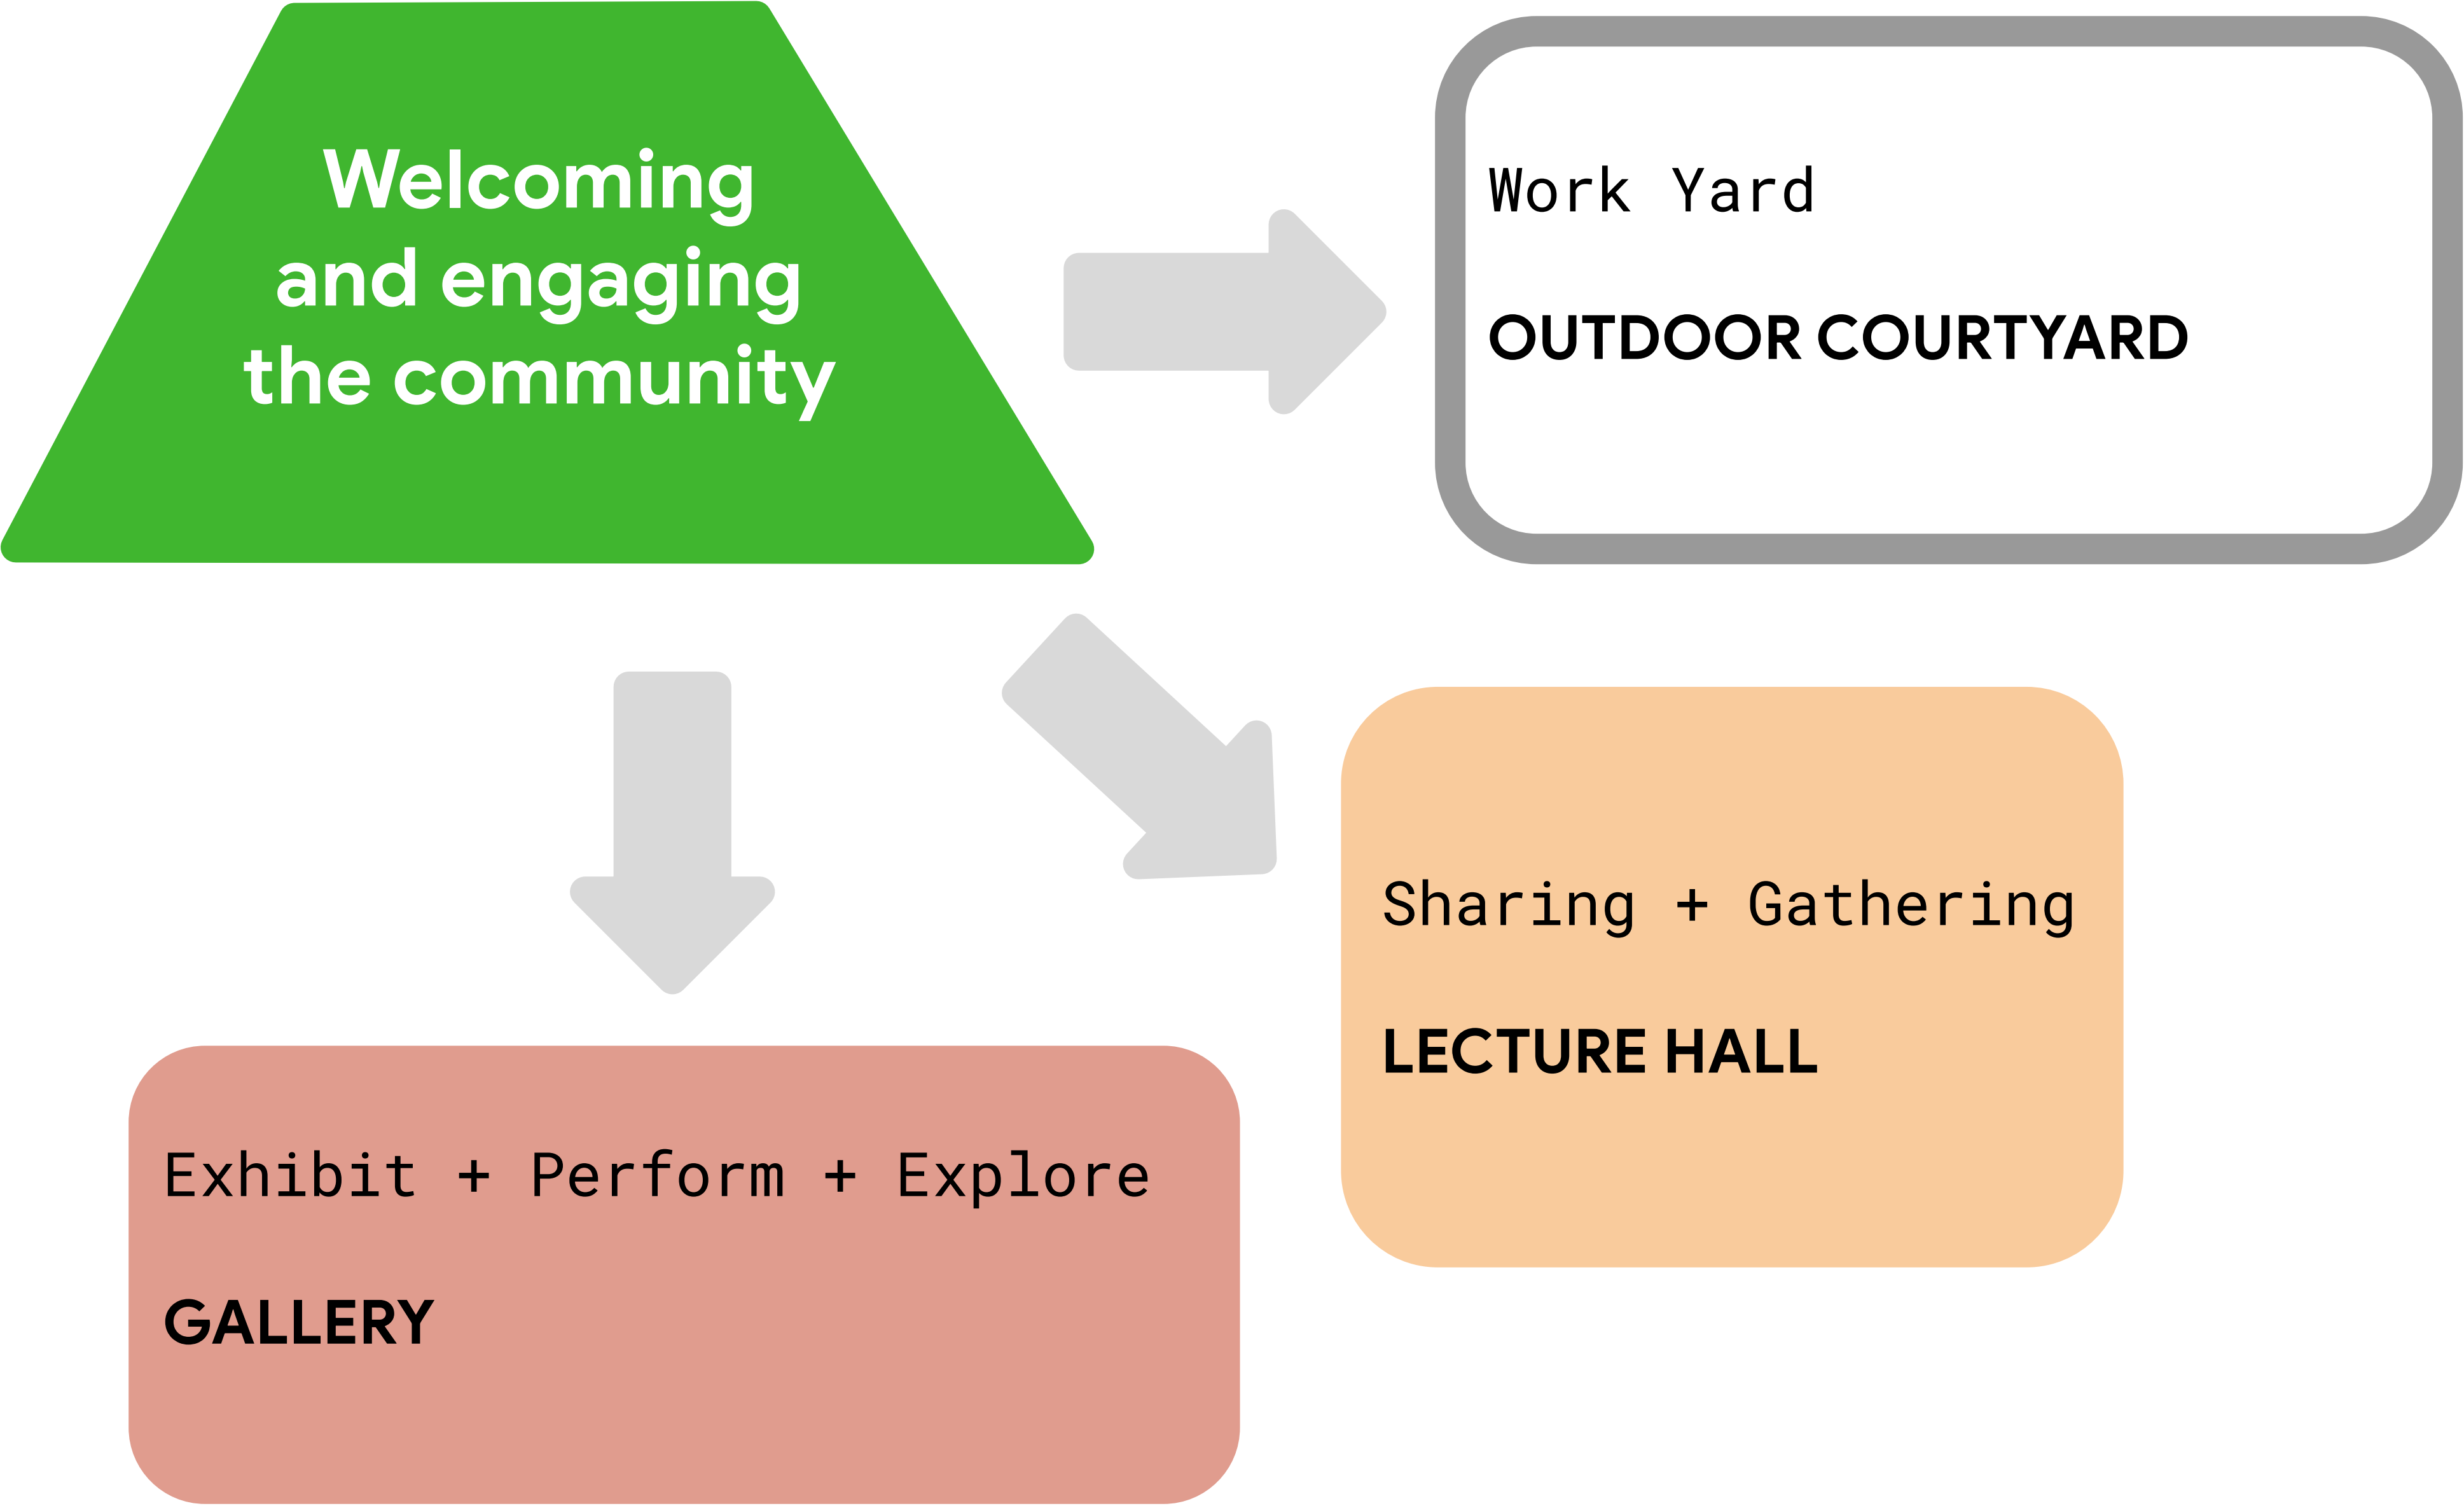 Welcoming
and engaging
the community
Work Yard
OUTDOOR COURTYARD
Sharing + Gathering
LECTURE HALL
Exhibit + Perform + Explore
GALLERY